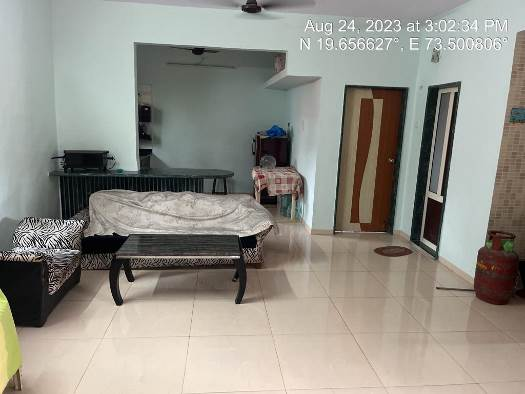 Aug 24, 2023 at 3:02:34 PM
N 19.656627°, E 73.500806°